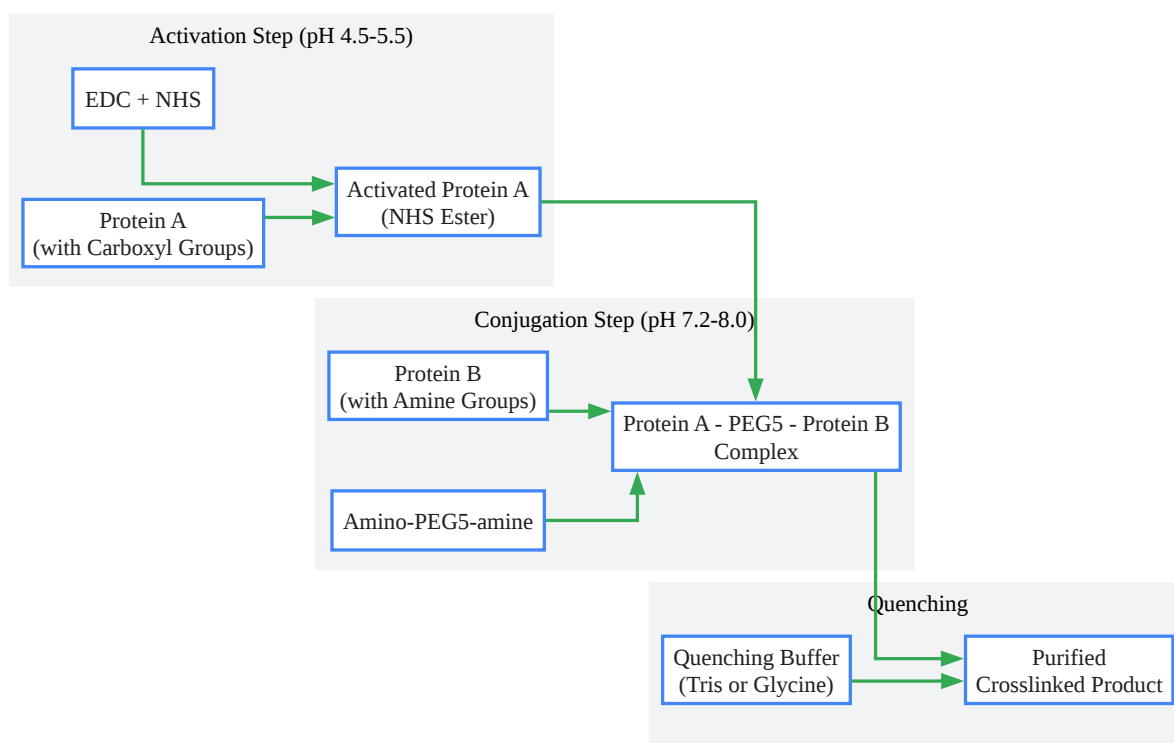 Activation Step (pH 4.5-5.5)
EDC + NHS
Protein A
(with Carboxyl Groups)
Activated Protein A
(NHS Ester)
Conjugation Step (pH 7.2-8.0)
Protein B
(with Amine Groups)
Protein A - PEG5 - Protein B
Complex
Amino-PEG5-amine
Quenching
Quenching Buffer
(Tris or Glycine)
Purified
Crosslinked Product